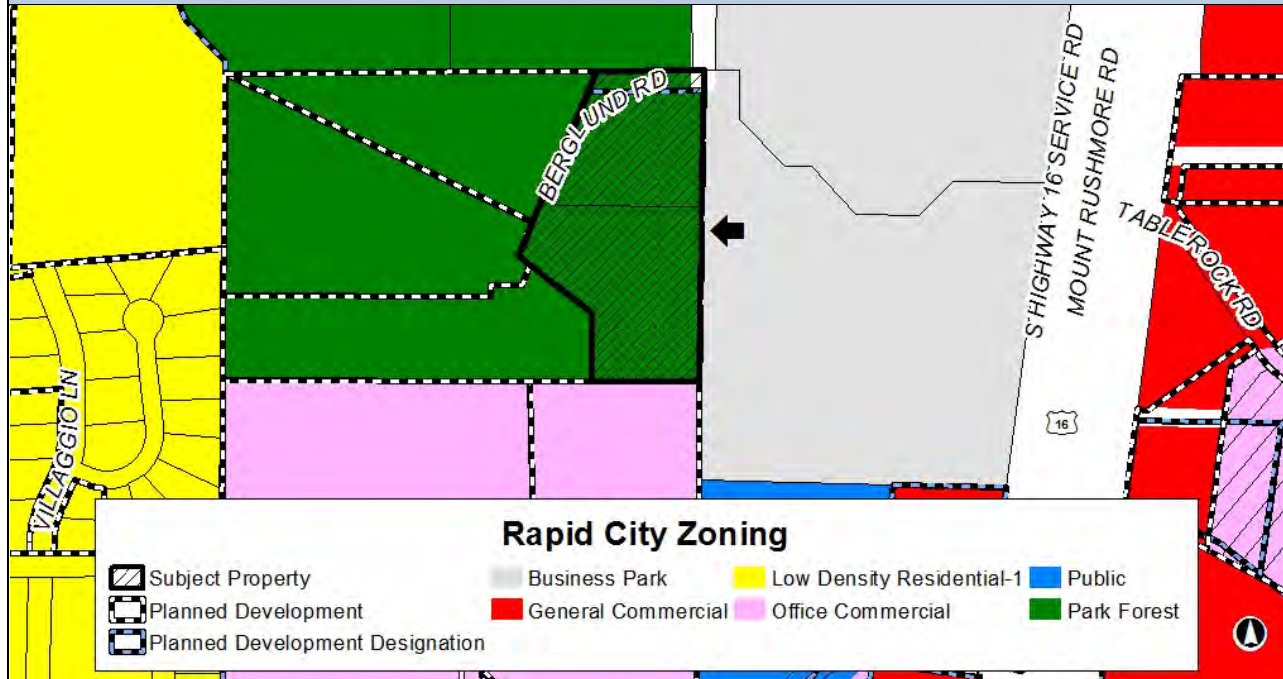 BERGLUND RD
S HIGHWAY 16 SERVICE RD
MOUNT RUSHMORE RD
TABLEROCK RD
VILLAGGIO LN
16
Rapid City Zoning
Subject Property
Planned Development
Planned Development Designation
Business Park
General Commercial
Low Density Residential-1
Office Commercial
Public
Park Forest